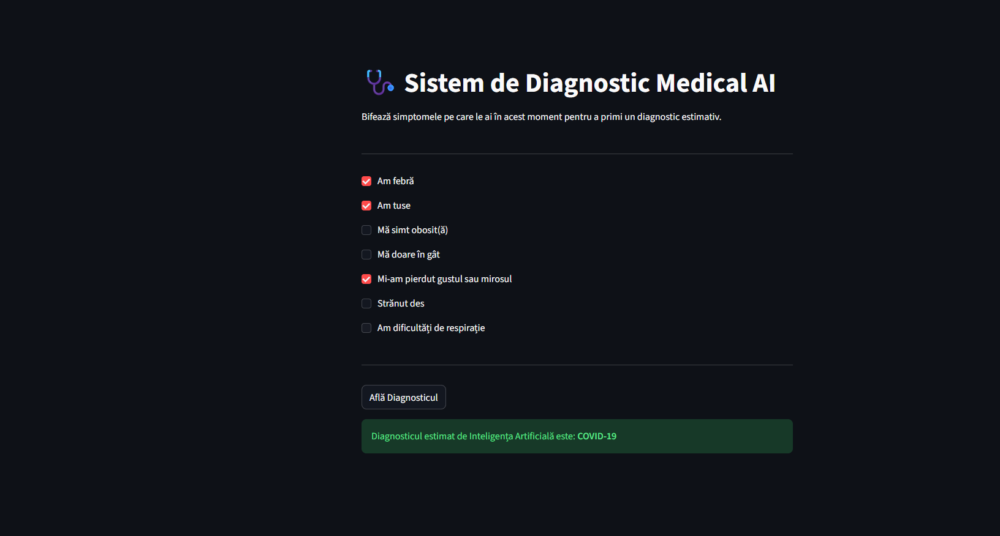 Sistem de Diagnostic Medical AI
Bifează simptomele pe care le ai în acest moment pentru a primi un diagnostic estimativ.
Am febră
Am tuse
Mă simt obosit(ă)
Mă doare în gât
Mi-am pierdut gustul sau mirosul
Strănut des
Am dificultăți de respirație
Află Diagnosticul
Diagnosticul estimat de Inteligența Artificială este: COVID-19